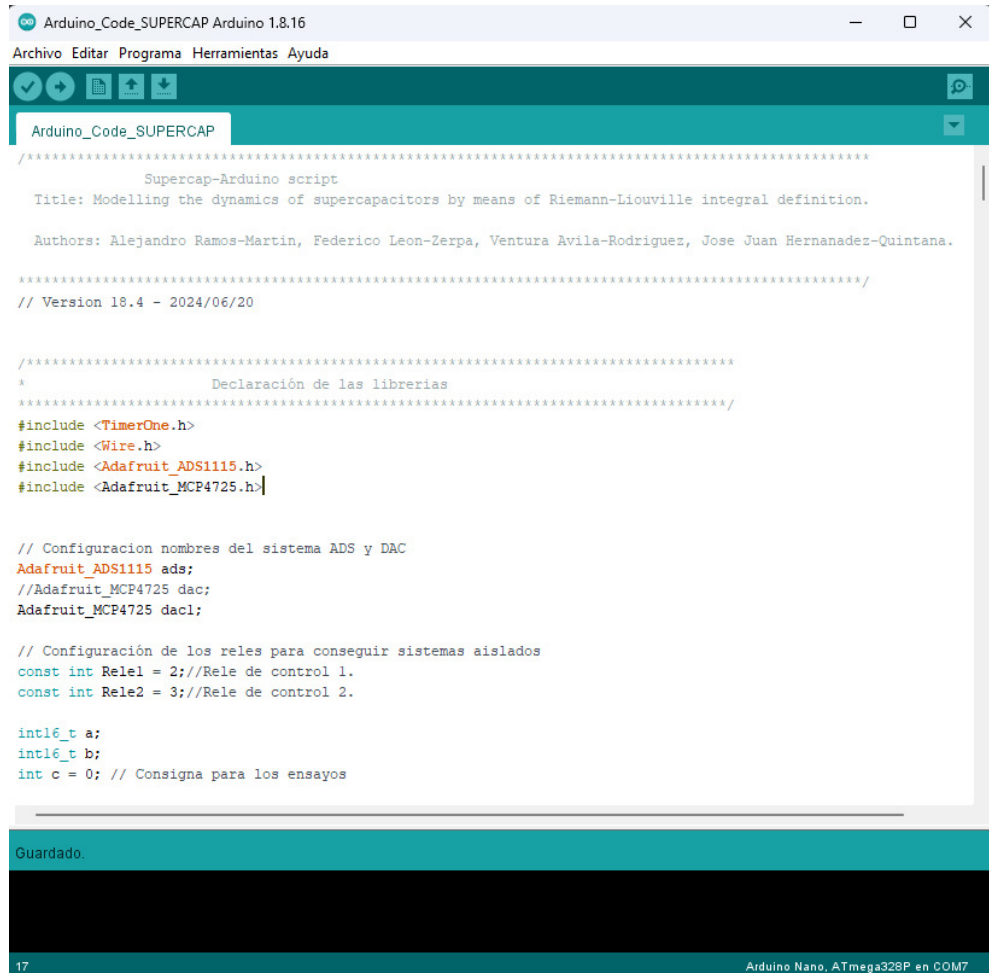 Arduino_Code_SUPERCAP Arduino 1.8.16
Archivo Editar Programa Herramientas Ayuda
Arduino_Code_SUPERCAP
/****************************************************************************************************
Supercap-Arduino script
Title: Modelling the dynamics of supercapacitors by means of Riemann-Liouville integral definition.
Authors: Alejandro Ramos-Martin, Federico Leon-Zerpa, Ventura Avila-Rodriguez, Jose Juan Hernanadez-Quintana.
****************************************************************************************************/
// Version 18.4 - 2024/06/20
/************************************************************************************
* Declaración de las librerias
************************************************************************************/
#include <TimerOne.h>
#include <Wire.h>
#include <Adafruit_ADS1115.h>
#include <Adafruit_MCP4725.h>
// Configuracion nombres del sistema ADS y DAC
Adafruit_ADS1115 ads;
//Adafruit_MCP4725 dac;
Adafruit_MCP4725 dac1;
// Configuración de los reles para conseguir sistemas aislados
const int Rele1 = 2;//Rele de control 1.
const int Rele2 = 3;//Rele de control 2.
int16_t a;
int16_t b;
int c = 0; // Consigna para los ensayos
Guardado.
17 Arduino Nano, ATmega328P en COM7